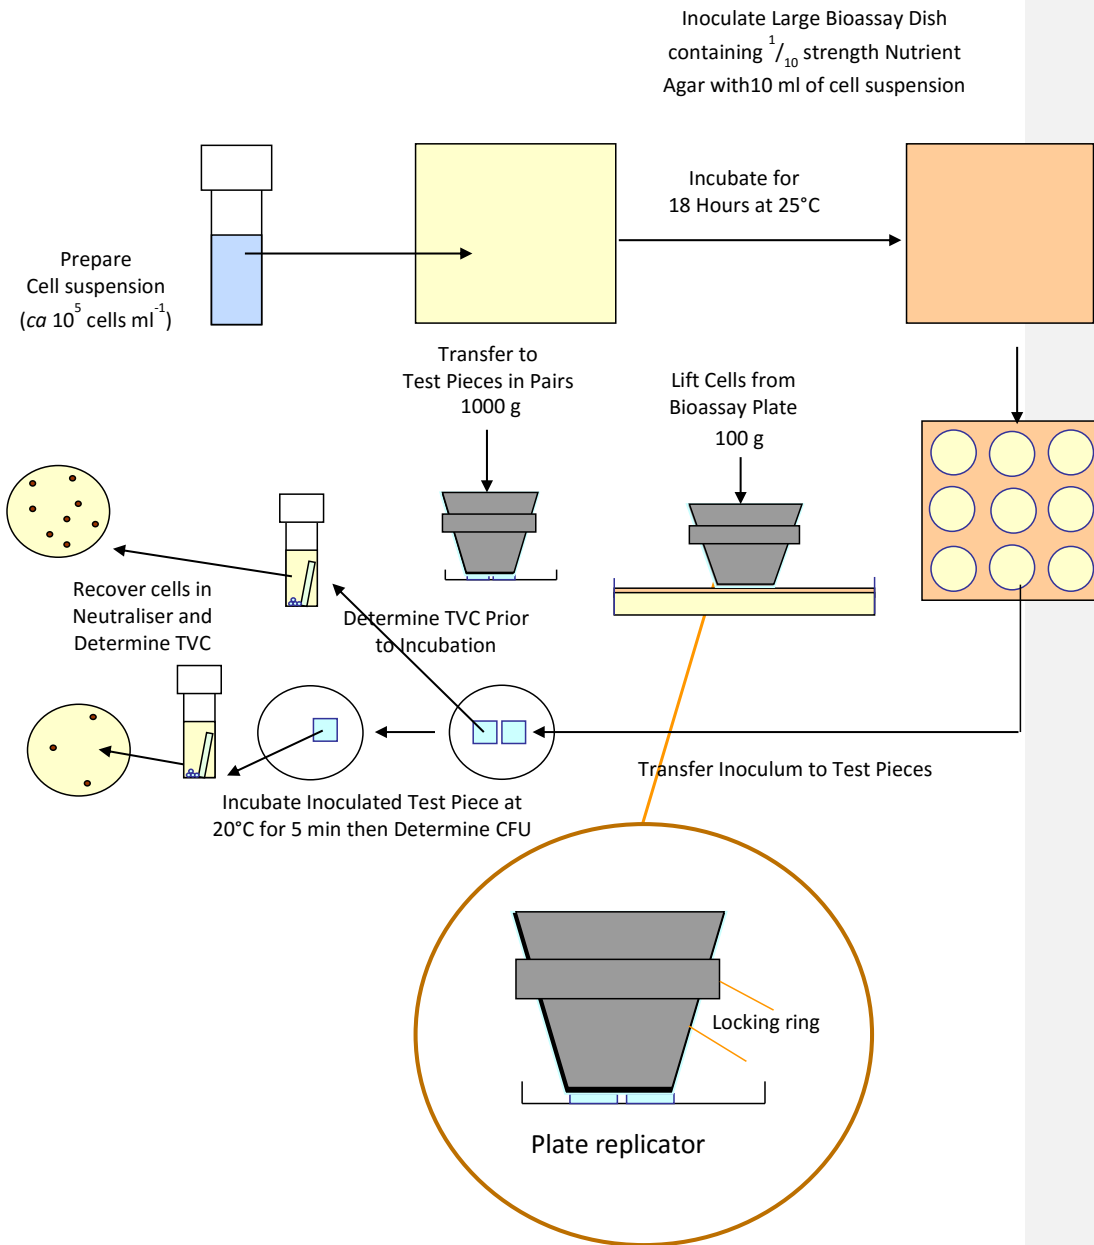 Inoculate Large Bioassay Dish
containing 1/10 strength Nutrient
Agar with10 ml of cell suspension
Incubate for
18 Hours at 25°C
Prepare
Cell suspension
(ca 10^5 cells ml^-1)
Transfer to
Test Pieces in Pairs
1000 g
Lift Cells from
Bioassay Plate
100 g
Recover cells in
Neutraliser and
Determine TVC
Determine TVC Prior
to Incubation
Transfer Inoculum to Test Pieces
Incubate Inoculated Test Piece at
20°C for 5 min then Determine CFU
Locking ring
Plate replicator